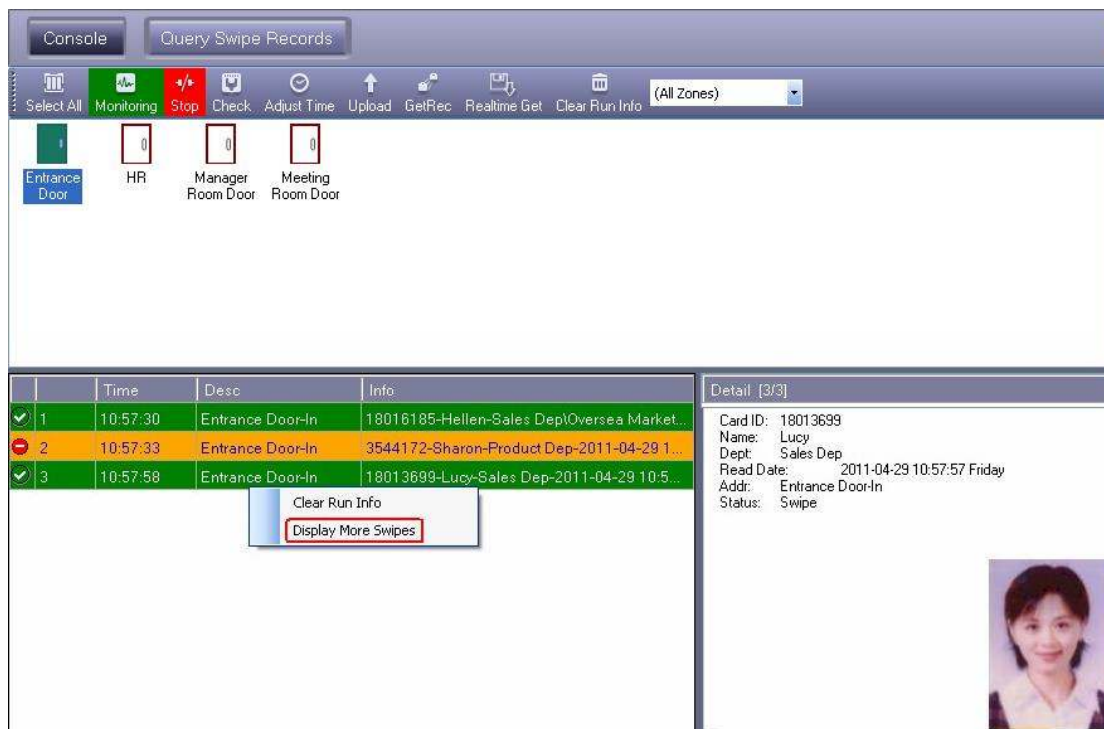 Console
Query Swipe Records
Select All Monitoring Stop Check Adjust Time Upload GetRec Realtime Get Clear Run Info (All Zones)
Entrance Door
HR
Manager Room Door
Meeting Room Door
Time Desc Info
1 10:57:30 Entrance Door-In 18016185-Hellen-Sales Dep\Oversea Market...
2 10:57:33 Entrance Door-In 3544172-Sharon-Product Dep-2011-04-29 1...
3 10:57:58 Entrance Door-In 18013699-Lucy-Sales Dep-2011-04-29 10:5...
Clear Run Info
Display More Swipes
Detail [3/3]
Card ID: 18013699
Name: Lucy
Dept: Sales Dep
Read Date: 2011-04-29 10:57:57 Friday
Addr: Entrance Door-In
Status: Swipe